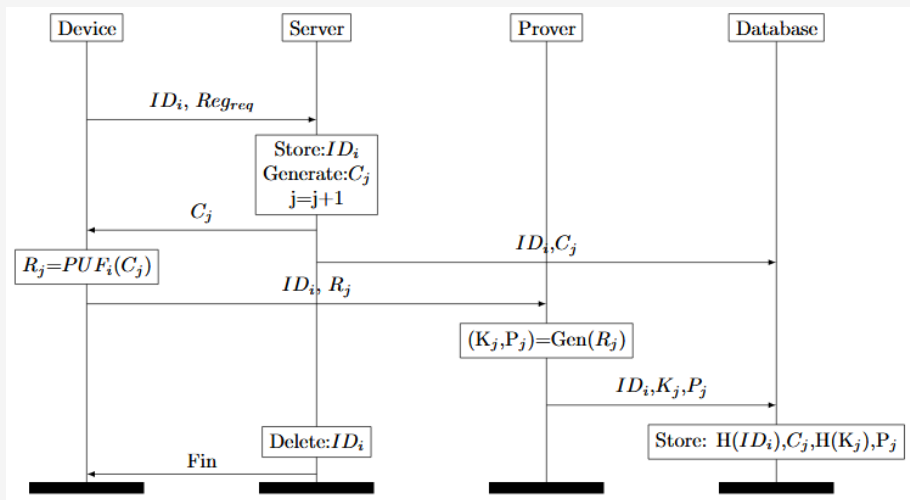 Device Server Prover Database
ID_i, Reg_req
Store:ID_i
Generate:C_j
j=j+1
C_j
ID_i,C_j
R_j=PUF_i(C_j)
ID_i, R_j
(K_j,P_j)=Gen(R_j)
ID_i,K_j,P_j
Delete:ID_i
Store: H(ID_i),C_j,H(K_j),P_j
Fin